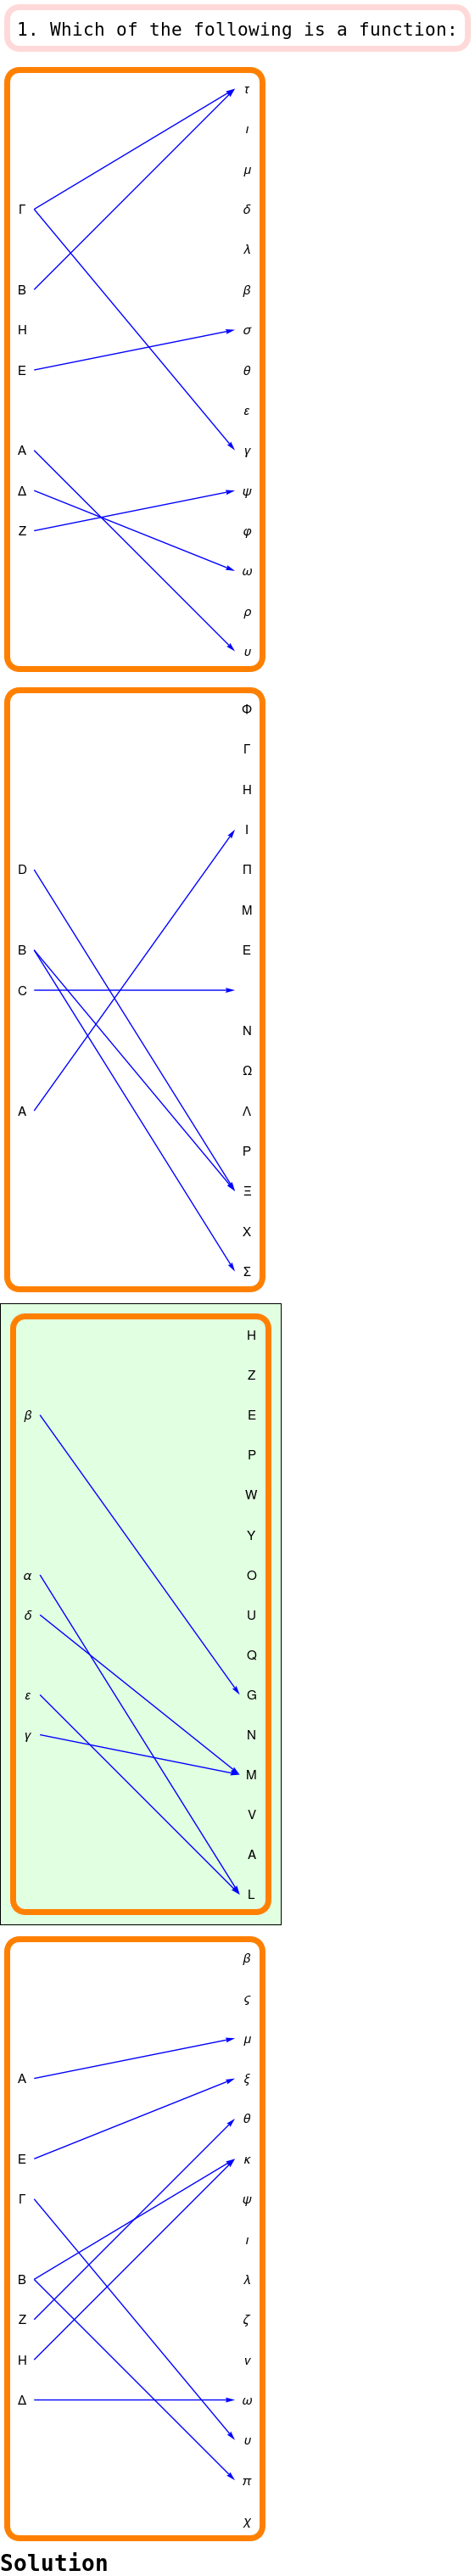 1. Which of the following is a function:
τ
ι
μ
Γ δ
λ
Β β
Η σ
Ε θ
ε
Α γ
Δ ψ
Ζ φ
ω
ρ
υ
Φ
Γ
Η
Ι
D Π
Μ
B Ε
C
Ν
Ω
A Λ
Ρ
Ξ
Χ
Σ
H
Z
β E
P
W
Y
α O
δ U
Q
ε G
γ N
M
V
A
L
β
ς
μ
Α ξ
θ
Ε κ
Γ ψ
ι
Β λ
Ζ ζ
Η ν
Δ ω
υ
π
χ
Solution